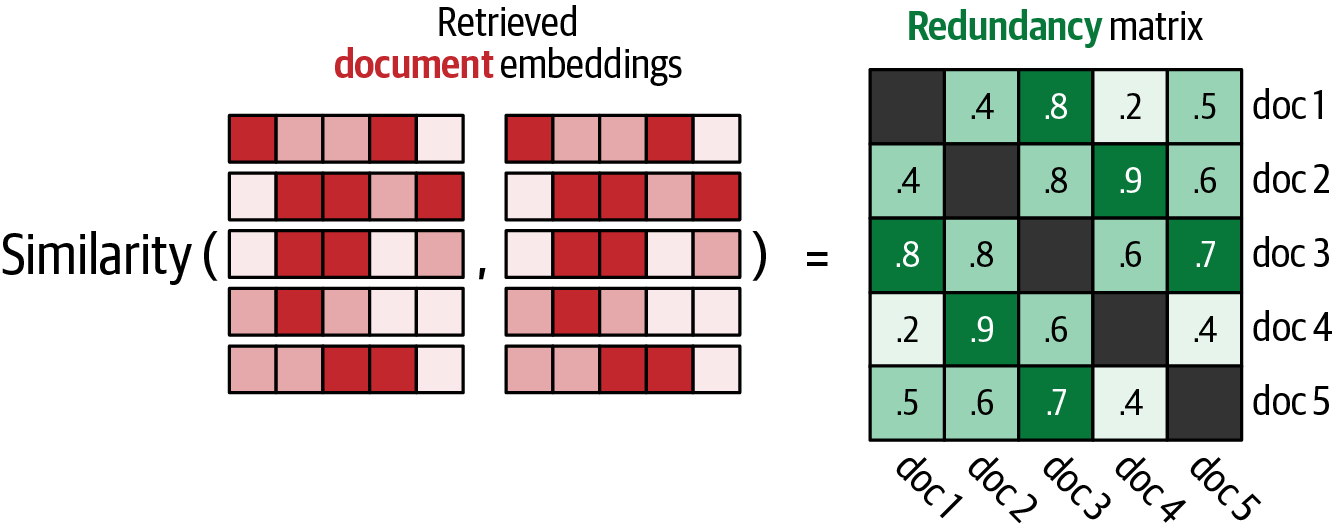 Retrieved
document embeddings
Similarity ( , ) =
Redundancy matrix
.4 .8 .2 .5 doc 1
.4 .8 .9 .6 doc 2
.8 .8 .6 .7 doc 3
.2 .9 .6 .4 doc 4
.5 .6 .7 .4 doc 5
doc 1 doc 2 doc 3 doc 4 doc 5